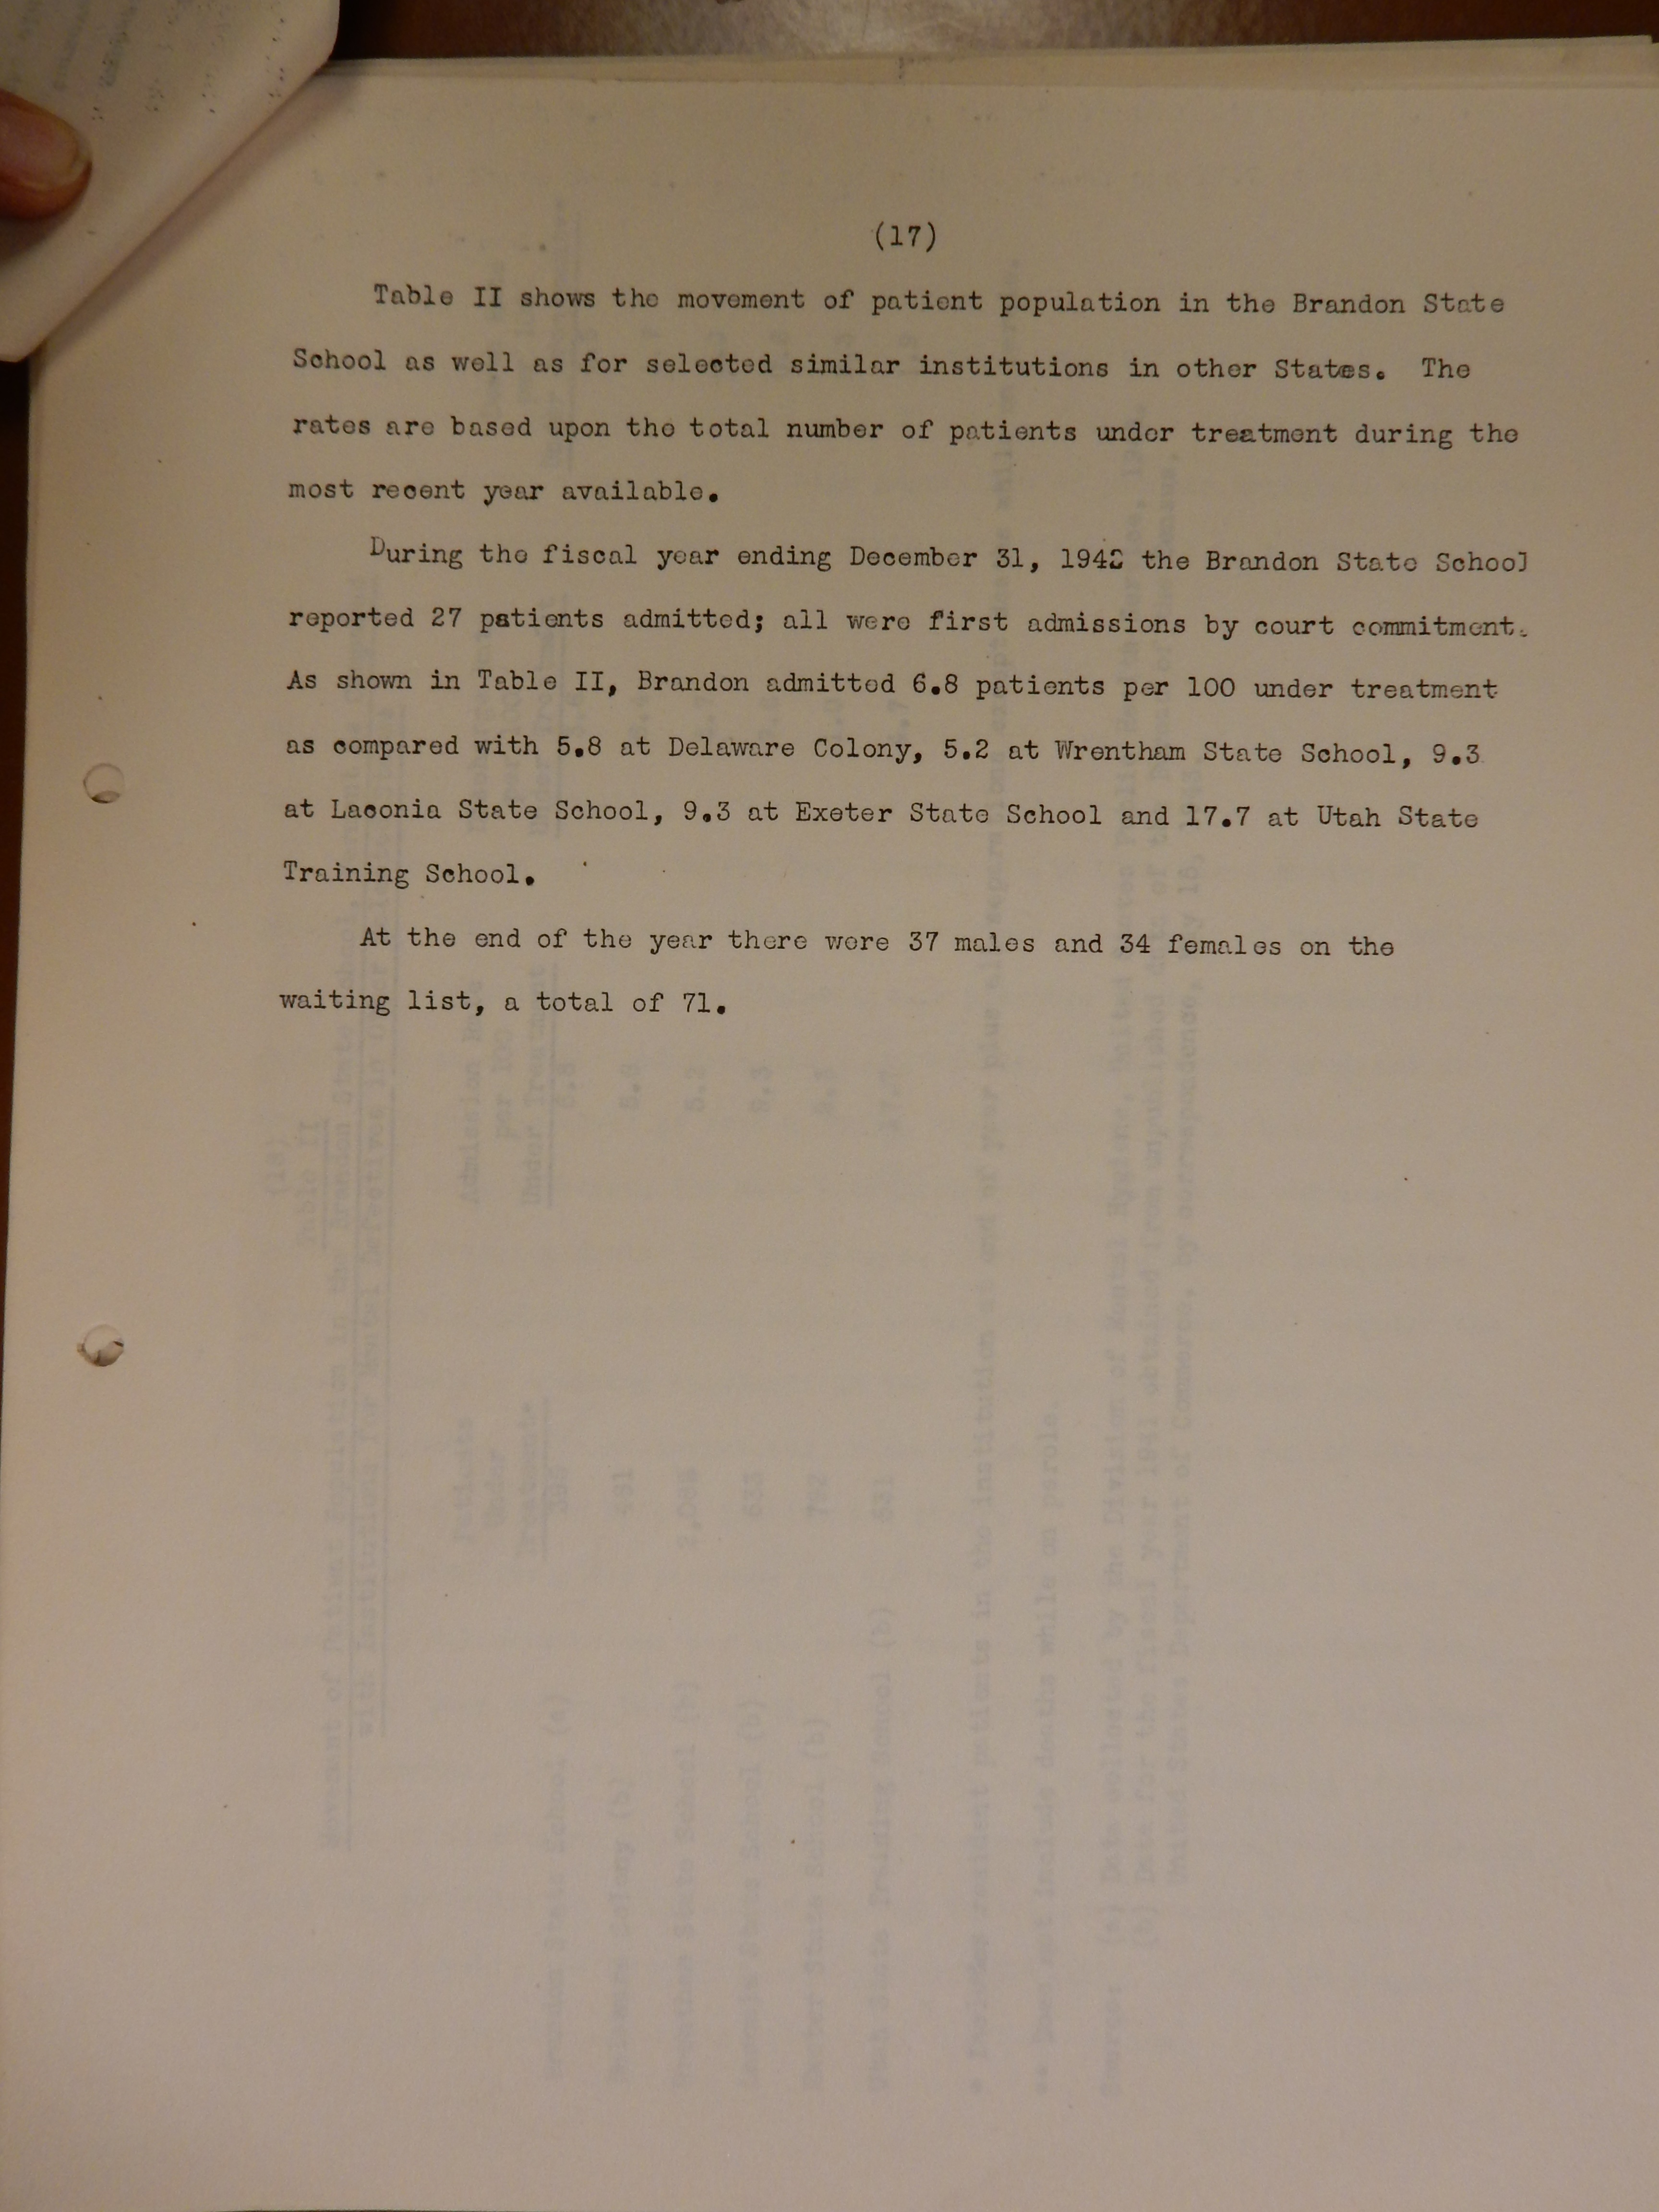 (17)
Table II shows the movement of patient population in the Brandon State
School as well as for selected similar institutions in other States. The
rates are based upon the total number of patients under treatment during the
most recent year available.
During the fiscal year ending December 31, 1942 the Brandon State School
reported 27 patients admitted; all were first admissions by court commitment.
As shown in Table II, Brandon admitted 6.8 patients per 100 under treatment
as compared with 5.8 at Delaware Colony, 5.2 at Wrentham State School, 9.3
at Laconia State School, 9.3 at Exeter State School and 17.7 at Utah State
Training School.
At the end of the year there were 37 males and 34 females on the
waiting list, a total of 71.